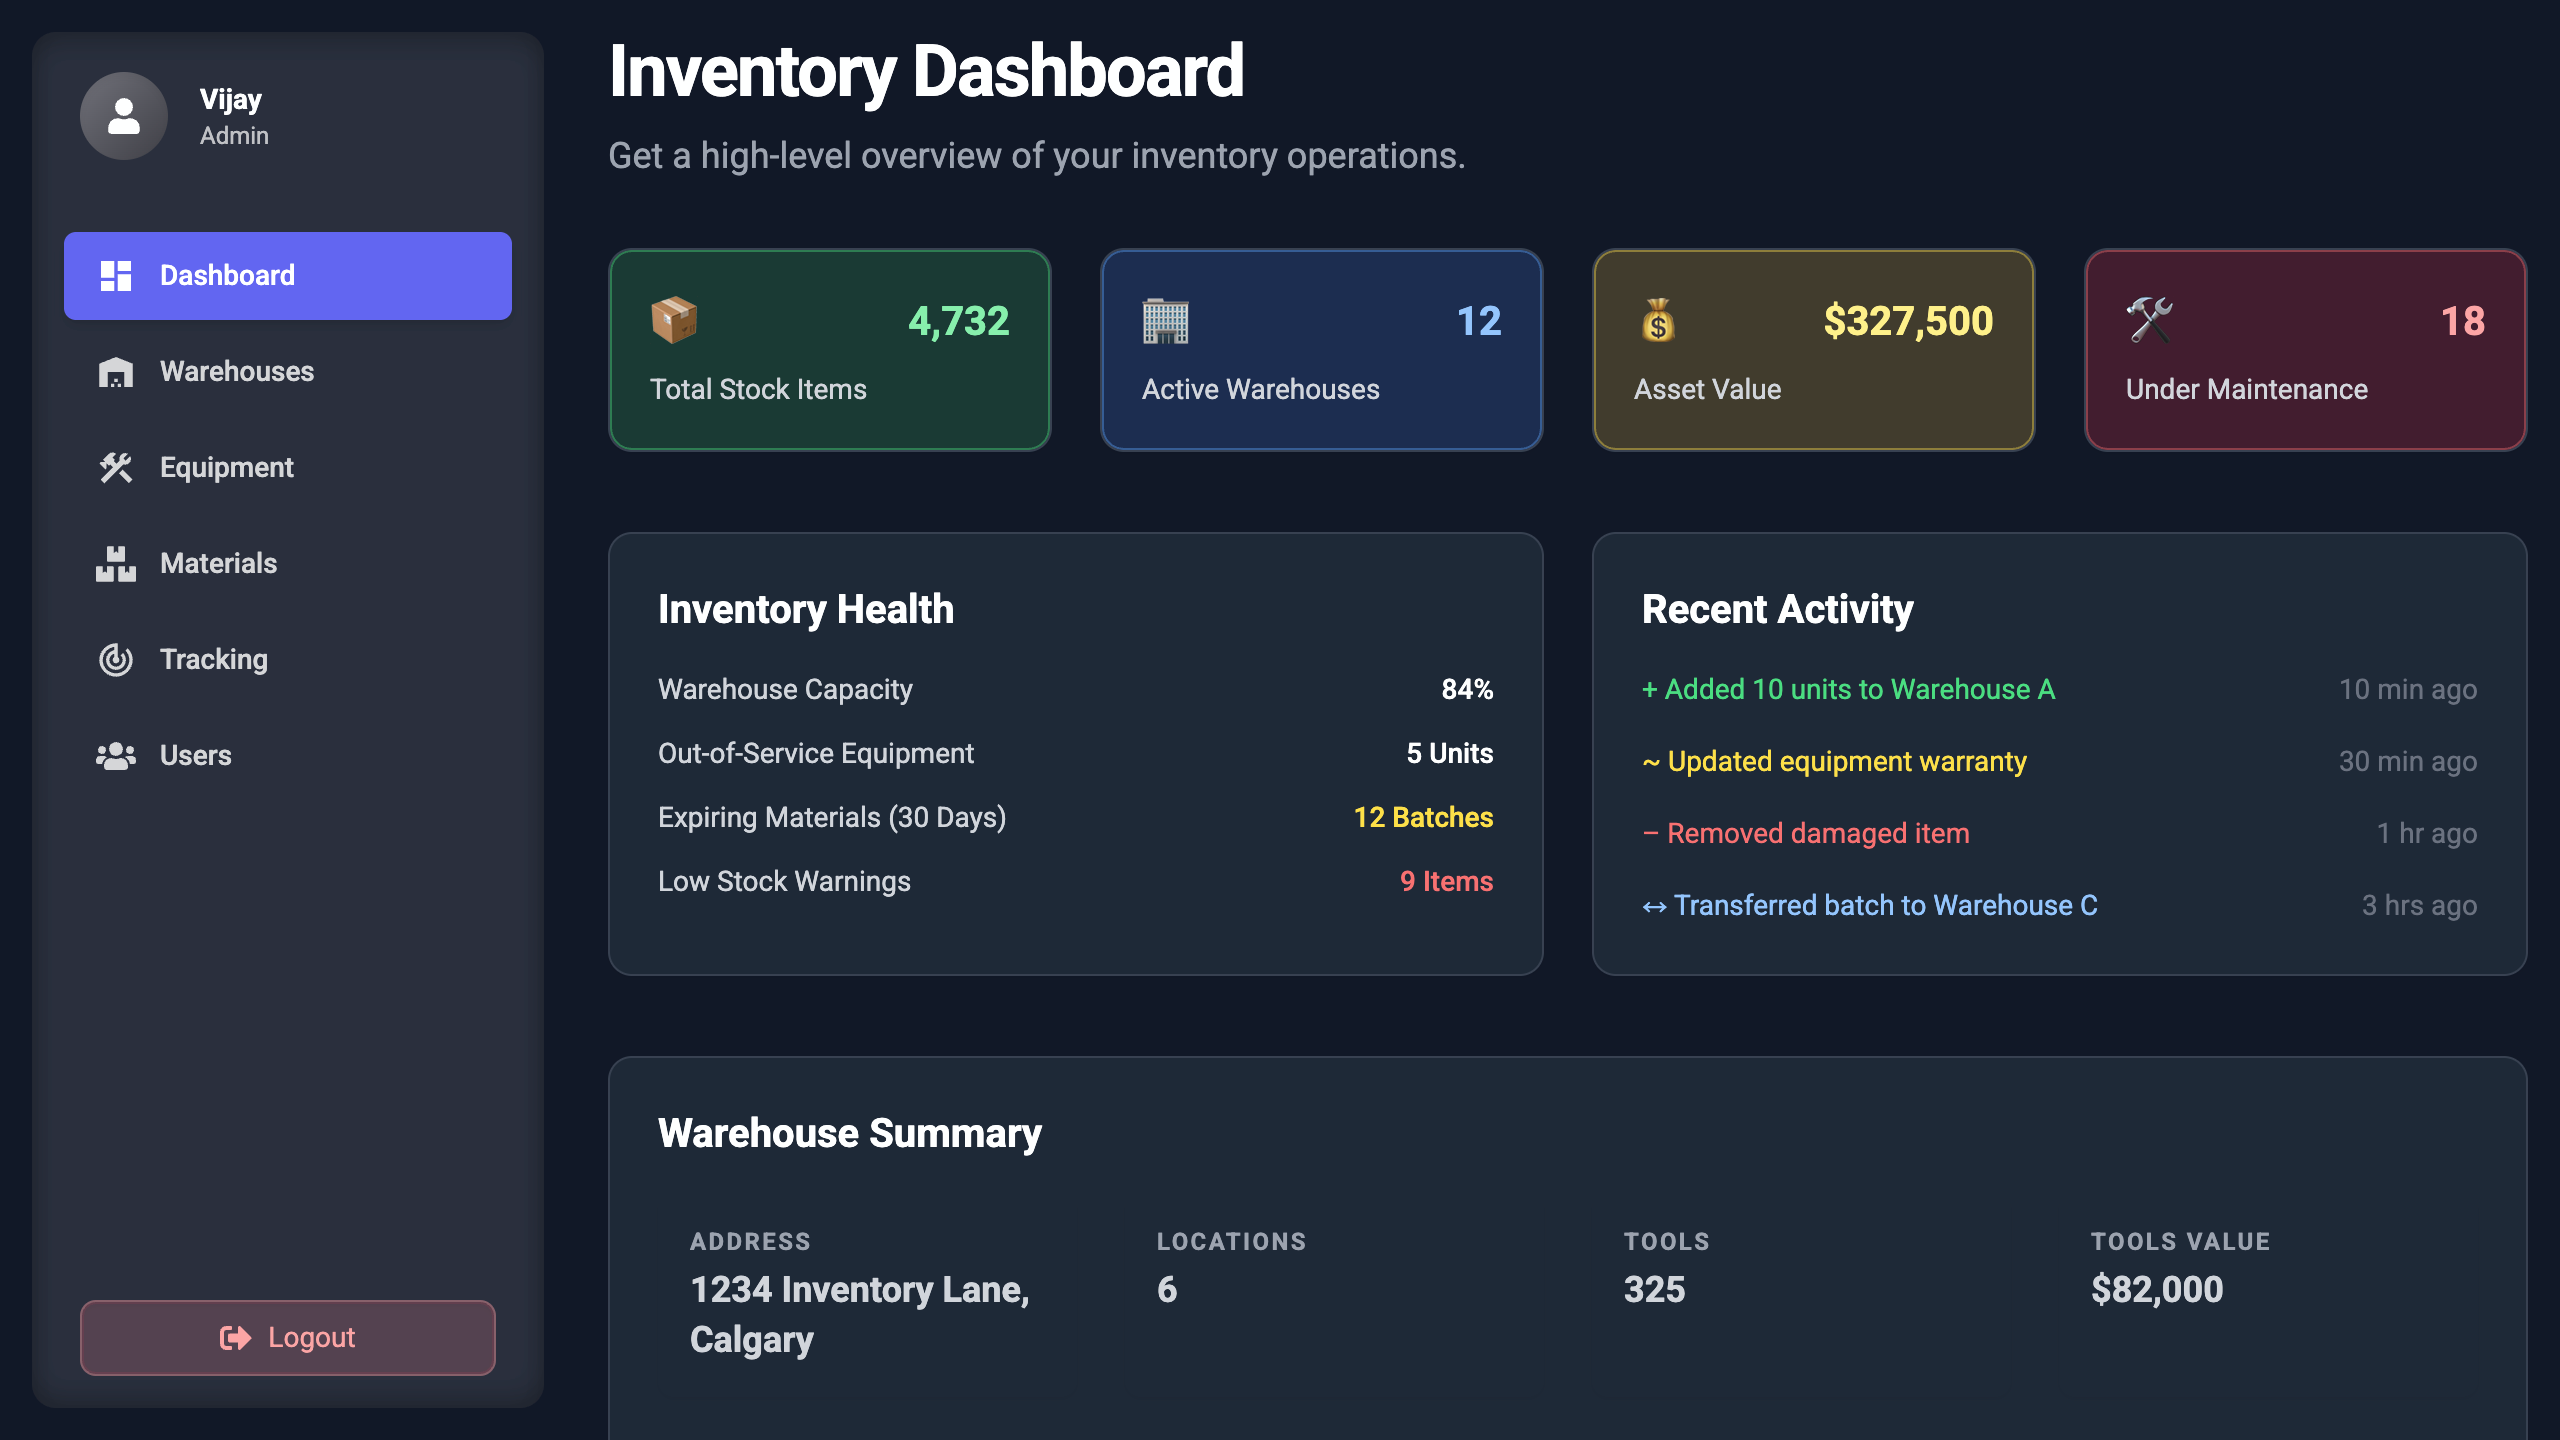 Vijay
Admin
Dashboard
Warehouses
Equipment
Materials
Tracking
Users
Logout
Inventory Dashboard
Get a high-level overview of your inventory operations.
4,732
Total Stock Items
12
Active Warehouses
$327,500
Asset Value
18
Under Maintenance
Inventory Health
Warehouse Capacity 84%
Out-of-Service Equipment 5 Units
Expiring Materials (30 Days) 12 Batches
Low Stock Warnings 9 Items
Recent Activity
+ Added 10 units to Warehouse A 10 min ago
~ Updated equipment warranty 30 min ago
− Removed damaged item 1 hr ago
↔ Transferred batch to Warehouse C 3 hrs ago
Warehouse Summary
ADDRESS
1234 Inventory Lane,
Calgary
LOCATIONS
6
TOOLS
325
TOOLS VALUE
$82,000